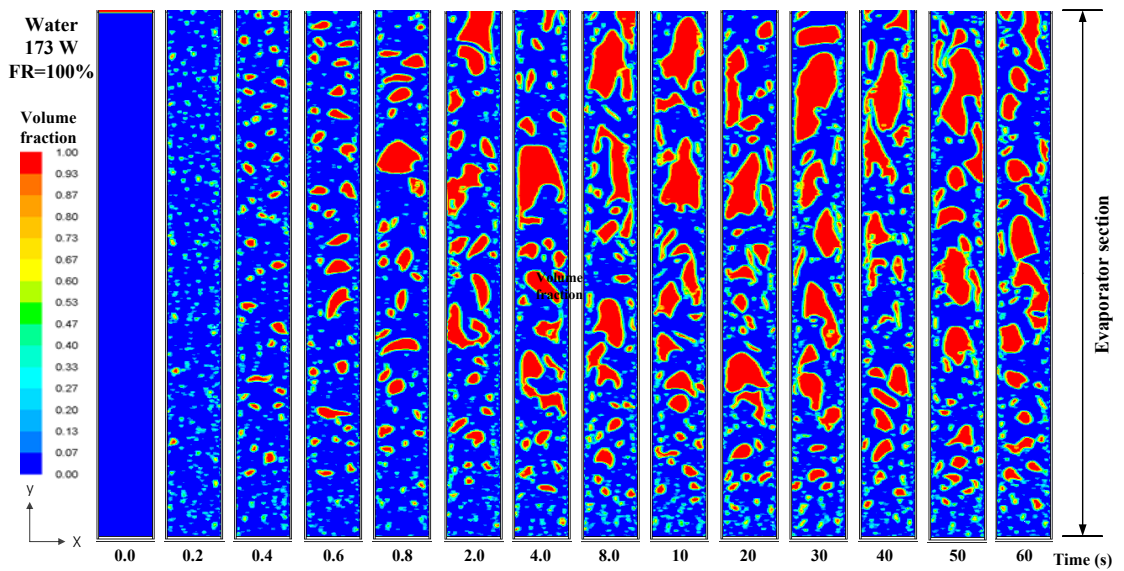 Water
173 W
FR=100%
Volume
fraction
1.00
0.93
0.87
0.80
0.73
0.67
0.60
0.53
0.47
0.40
0.33
0.27
0.20
0.13
0.07
0.00
y
X
Volume
fraction
Evaporator section
0.0 0.2 0.4 0.6 0.8 2.0 4.0 8.0 10 20 30 40 50 60 Time (s)